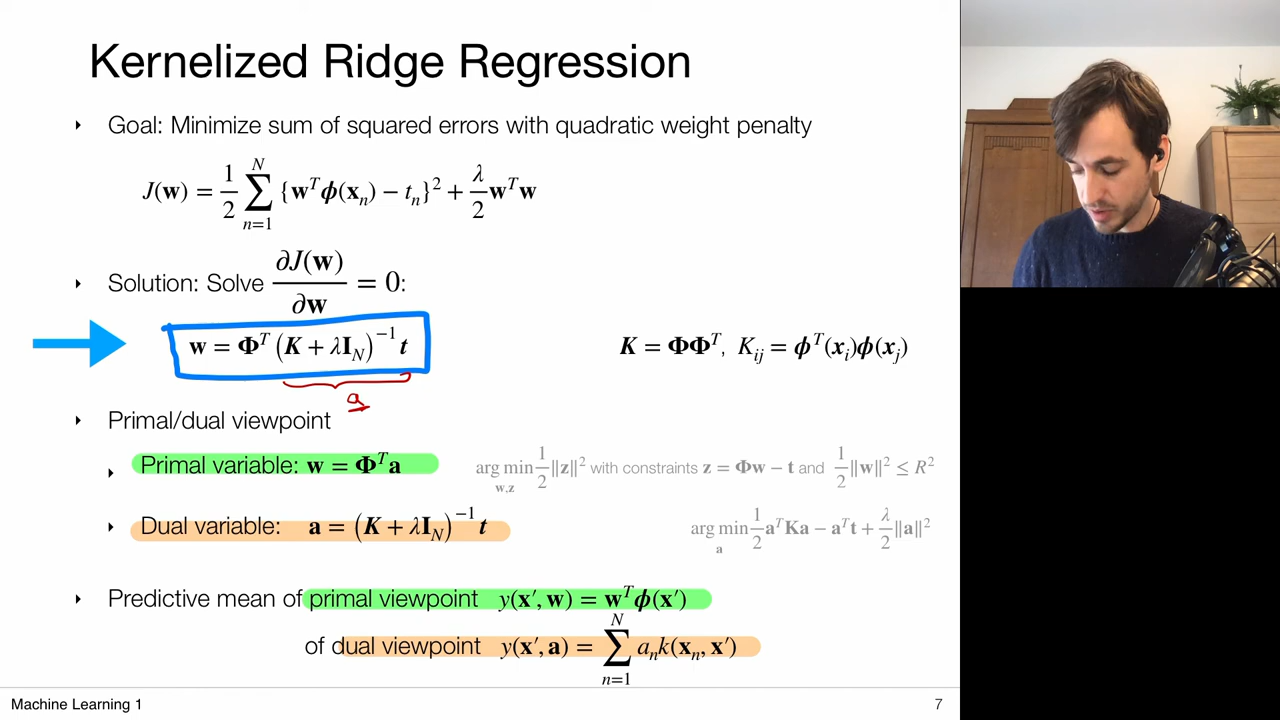 Kernelized Ridge Regression
‣ Goal: Minimize sum of squared errors with quadratic weight penalty
J(w) = 1/2 ∑_{n=1}^{N} {w^T ϕ(x_n) − t_n}^2 + λ/2 w^T w
‣ Solution: Solve ∂J(w)/∂w = 0:
w = Φ^T (K + λI_N)^{−1} t
K = ΦΦ^T, K_{ij} = ϕ^T(x_i)ϕ(x_j)
a
‣ Primal/dual viewpoint
‣ Primal variable: w = Φ^T a
arg min_{w,z} 1/2 ‖z‖^2 with constraints z = Φw − t and 1/2 ‖w‖^2 ≤ R^2
‣ Dual variable: a = (K + λI_N)^{−1} t
arg min_a 1/2 a^T Ka − a^T t + λ/2 ‖a‖^2
‣ Predictive mean of primal viewpoint y(x′, w) = w^T ϕ(x′)
of dual viewpoint y(x′, a) = ∑_{n=1}^{N} a_n k(x_n, x′)
Machine Learning 1
7